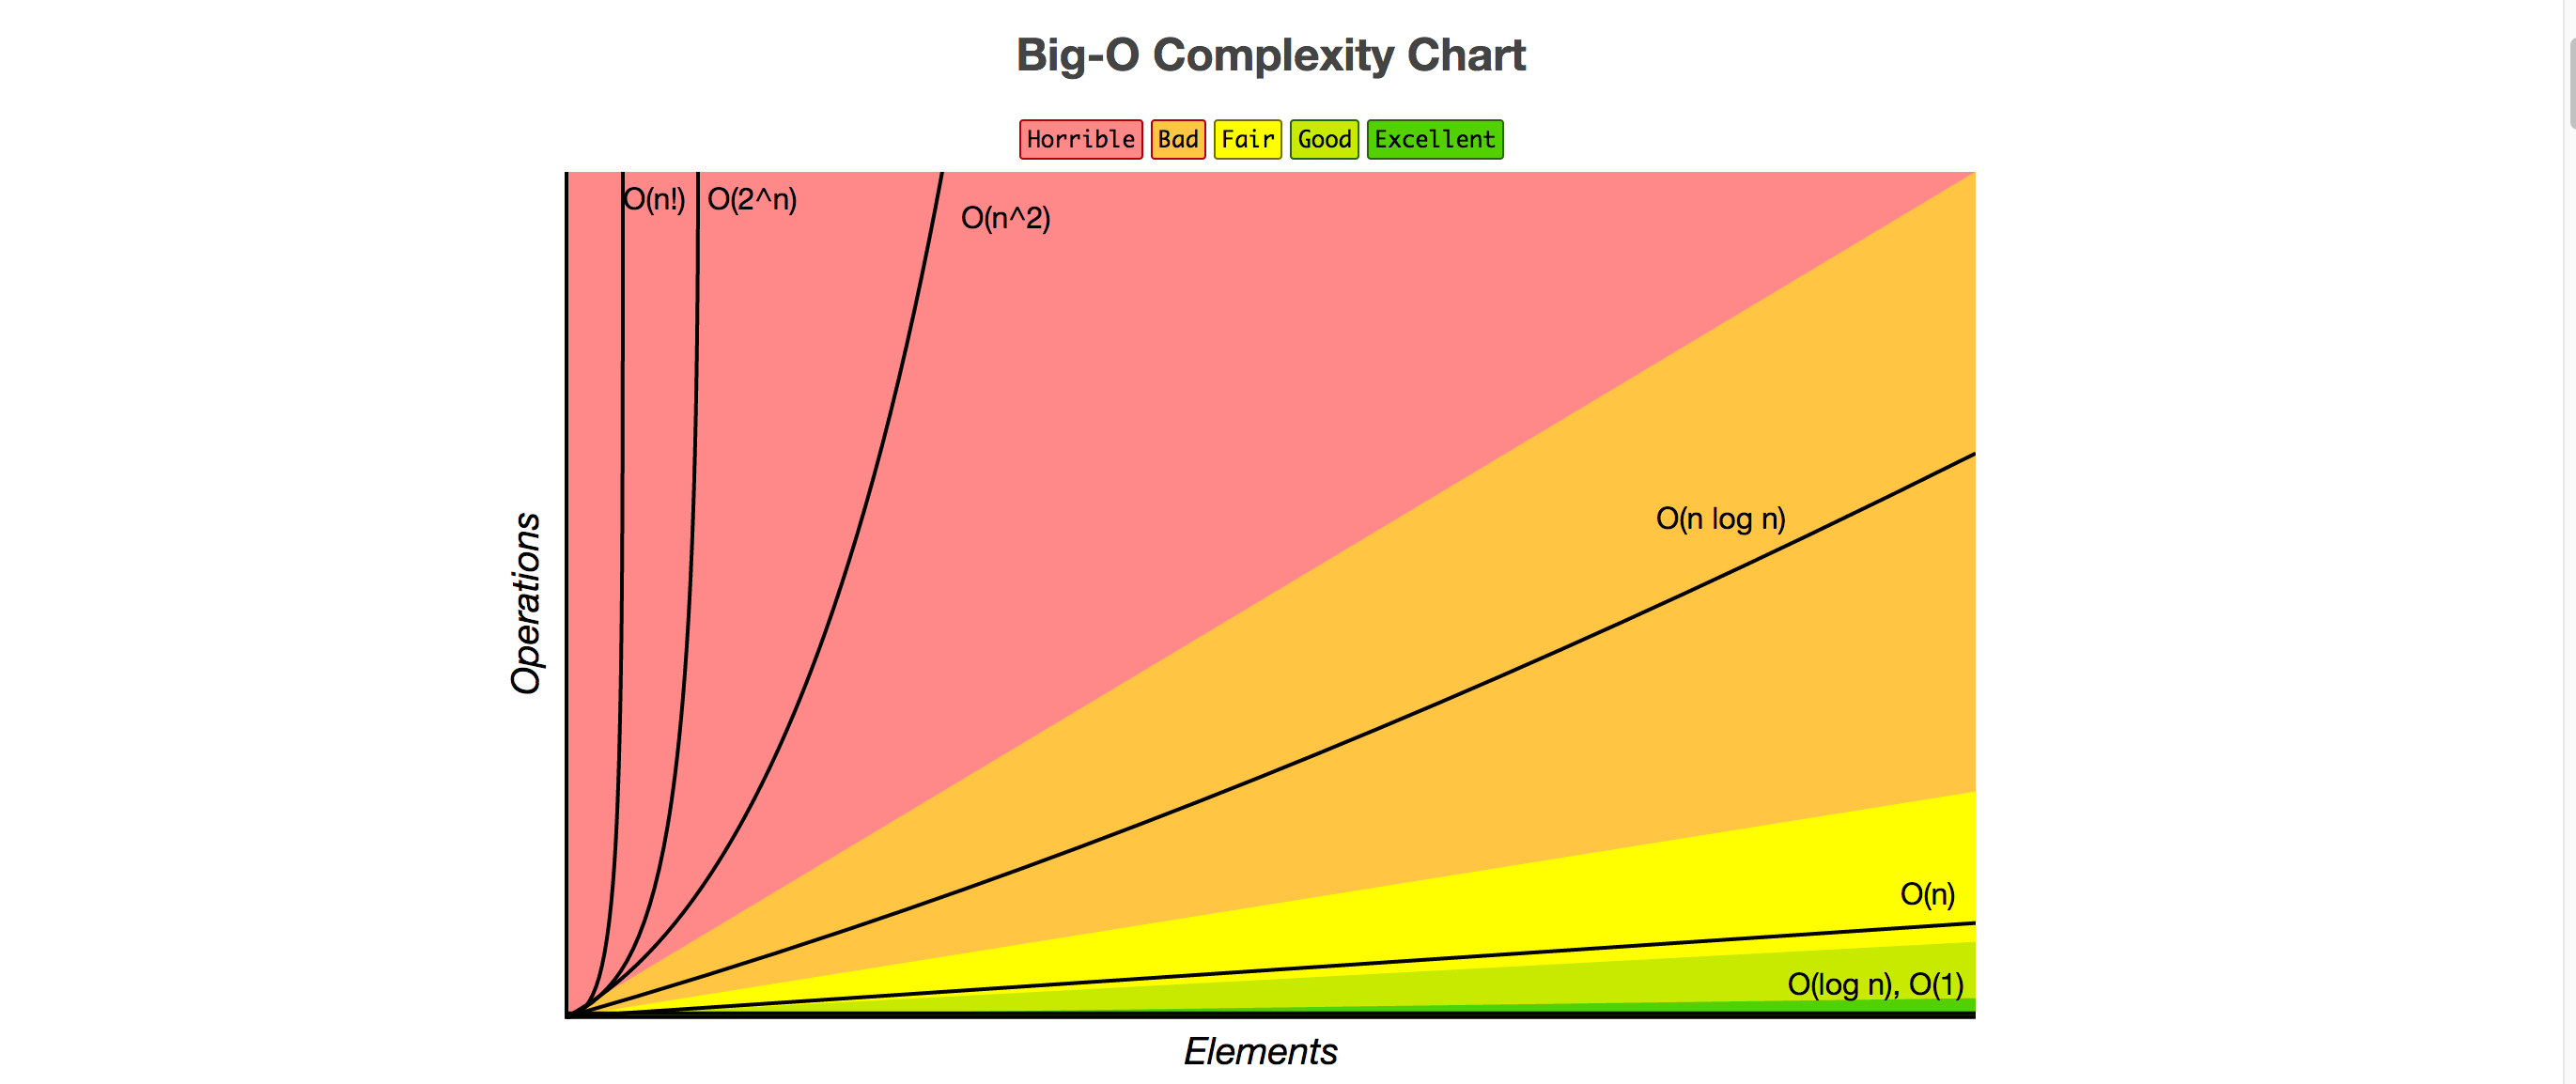 Big-O Complexity Chart
Horrible Bad Fair Good Excellent
O(n!) O(2^n)
O(n^2)
O(n log n)
Operations
O(n)
O(log n), O(1)
Elements